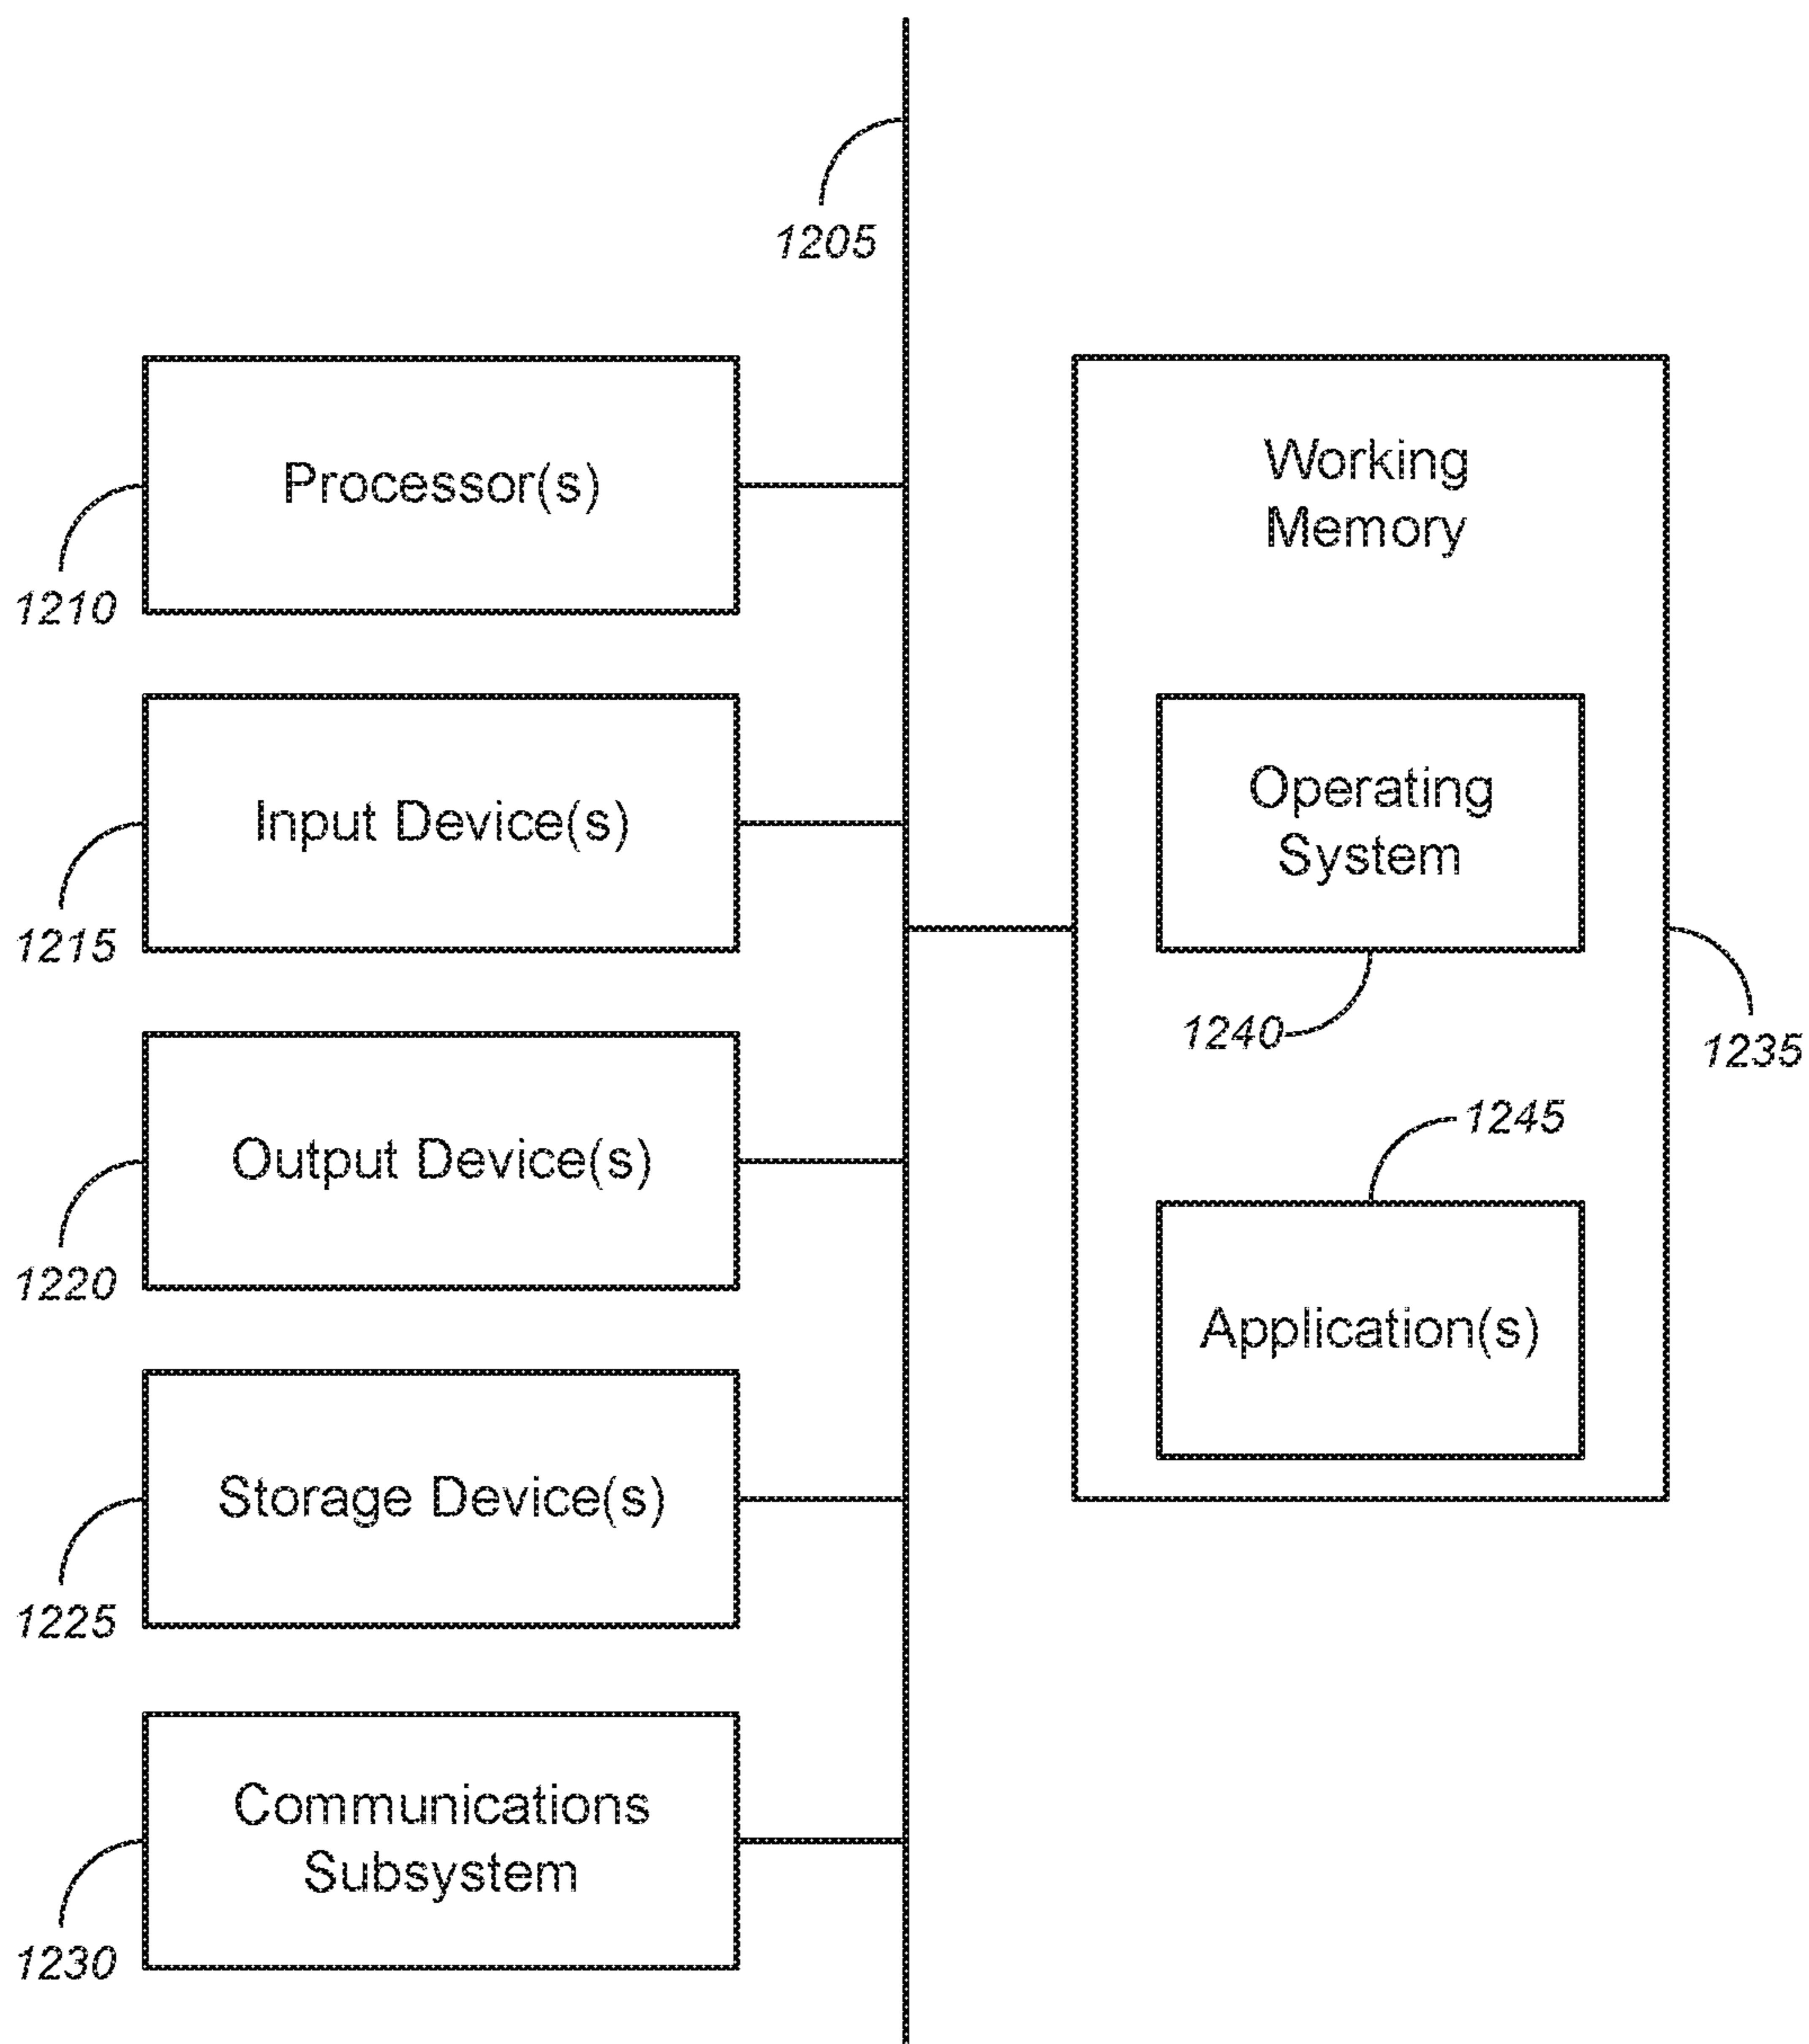 1205
Processor(s)
1210
Input Device(s)
1215
Output Device(s)
1220
Storage Device(s)
1225
Communications
Subsystem
1230
Working
Memory
Operating
System
1240
1235
1245
Application(s)